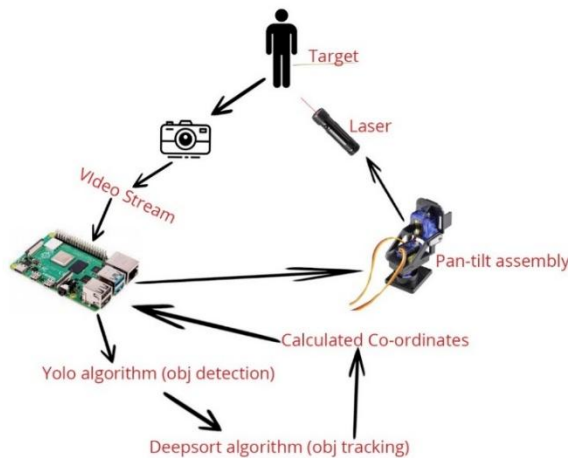 Target
Laser
VIdeo Stream
Pan-tilt assembly
Calculated Co-ordinates
Yolo algorithm (obj detection)
Deepsort algorithm (obj tracking)